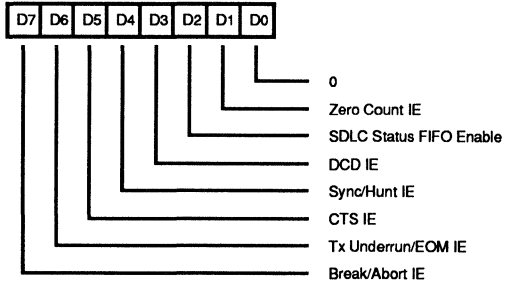 D7 D6 D5 D4 D3 D2 D1 D0
0
Zero Count IE
SDLC Status FIFO Enable
DCD IE
Sync/Hunt IE
CTS IE
Tx Underrun/EOM IE
Break/Abort IE